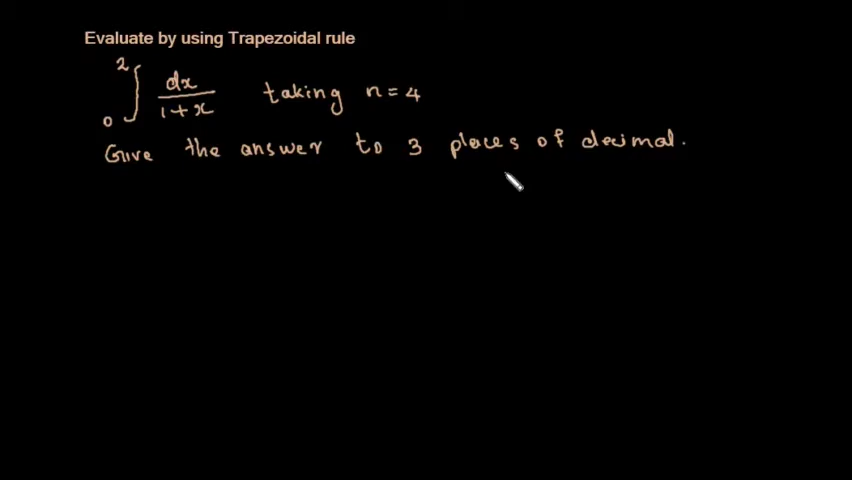 Evaluate by using Trapezoidal rule
₀∫² dx/(1+x) taking n=4
Give the answer to 3 places of decimal.